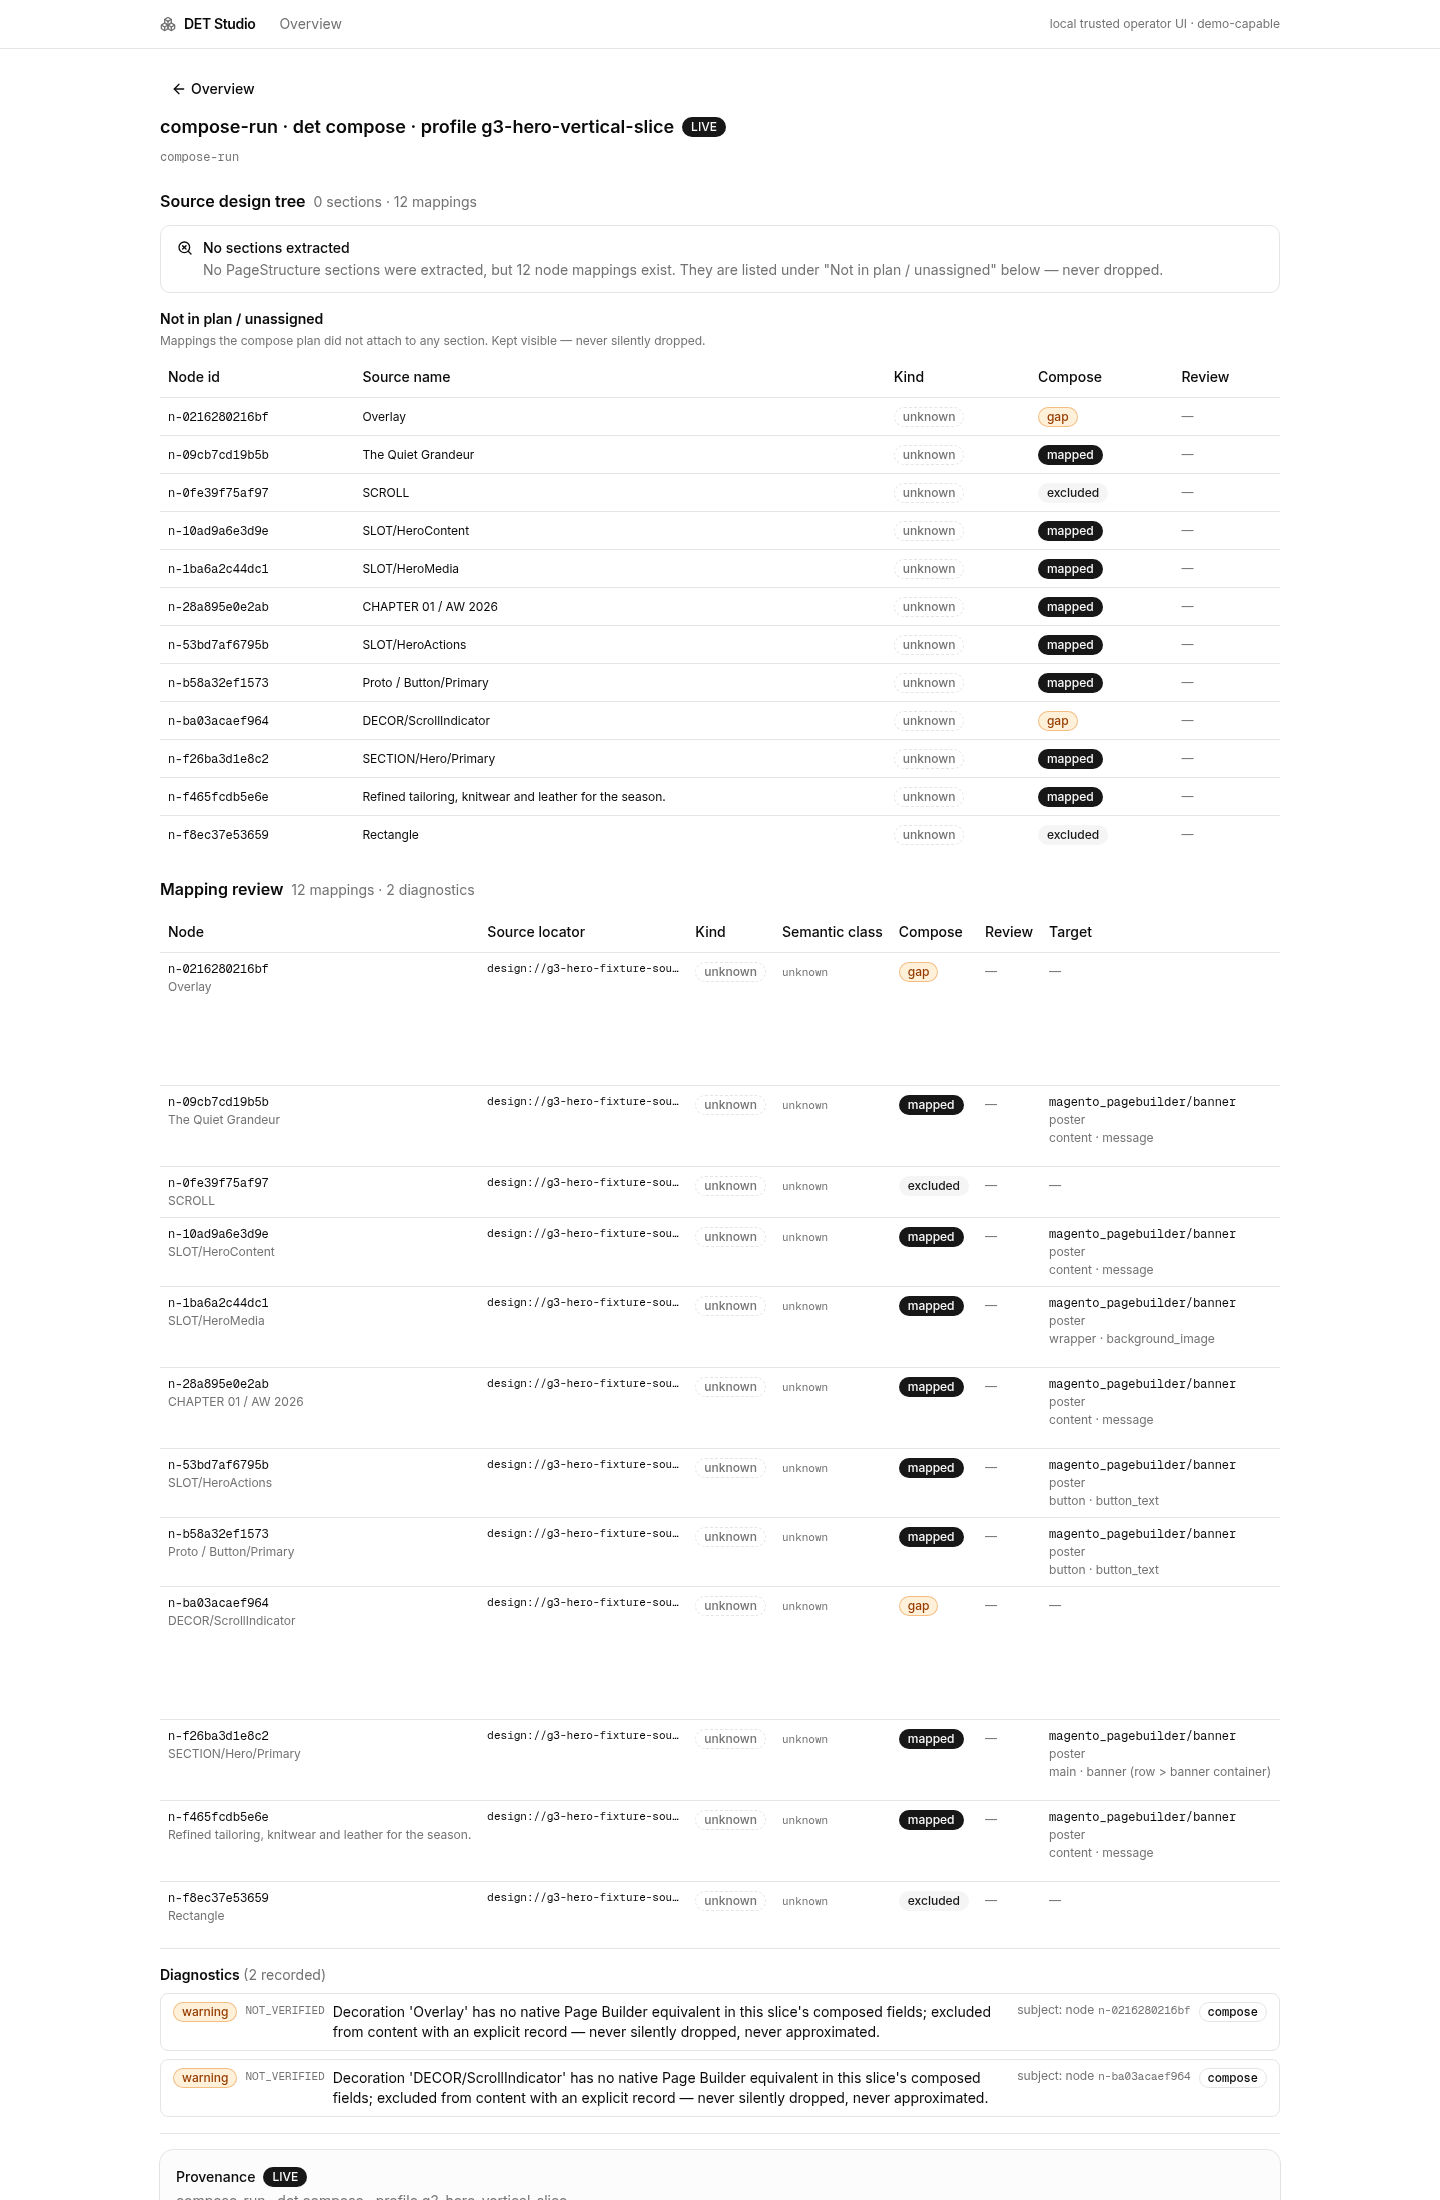 DET Studio Overview local trusted operator UI · demo-capable
← Overview
compose-run · det compose · profile g3-hero-vertical-slice LIVE
compose-run
Source design tree 0 sections · 12 mappings
No sections extracted
No PageStructure sections were extracted, but 12 node mappings exist. They are listed under "Not in plan / unassigned" below — never dropped.
Not in plan / unassigned
Mappings the compose plan did not attach to any section. Kept visible — never silently dropped.
Node id Source name Kind Compose Review
n-0216280216bf Overlay unknown gap —
n-09cb7cd19b5b The Quiet Grandeur unknown mapped —
n-0fe39f75af97 SCROLL unknown excluded —
n-10ad9a6e3d9e SLOT/HeroContent unknown mapped —
n-1ba6a2c44dc1 SLOT/HeroMedia unknown mapped —
n-28a895e0e2ab CHAPTER 01 / AW 2026 unknown mapped —
n-53bd7af6795b SLOT/HeroActions unknown mapped —
n-b58a32ef1573 Proto / Button/Primary unknown mapped —
n-ba03acaef964 DECOR/ScrollIndicator unknown gap —
n-f26ba3d1e8c2 SECTION/Hero/Primary unknown mapped —
n-f465fcdb5e6e Refined tailoring, knitwear and leather for the season. unknown mapped —
n-f8ec37e53659 Rectangle unknown excluded —
Mapping review 12 mappings · 2 diagnostics
Node Source locator Kind Semantic class Compose Review Target
n-0216280216bf design://g3-hero-fixture-sou… unknown unknown gap — —
Overlay
n-09cb7cd19b5b design://g3-hero-fixture-sou… unknown unknown mapped — magento_pagebuilder/banner
The Quiet Grandeur poster
content · message
n-0fe39f75af97 design://g3-hero-fixture-sou… unknown unknown excluded — —
SCROLL
n-10ad9a6e3d9e design://g3-hero-fixture-sou… unknown unknown mapped — magento_pagebuilder/banner
SLOT/HeroContent poster
content · message
n-1ba6a2c44dc1 design://g3-hero-fixture-sou… unknown unknown mapped — magento_pagebuilder/banner
SLOT/HeroMedia poster
wrapper · background_image
n-28a895e0e2ab design://g3-hero-fixture-sou… unknown unknown mapped — magento_pagebuilder/banner
CHAPTER 01 / AW 2026 poster
content · message
n-53bd7af6795b design://g3-hero-fixture-sou… unknown unknown mapped — magento_pagebuilder/banner
SLOT/HeroActions poster
button · button_text
n-b58a32ef1573 design://g3-hero-fixture-sou… unknown unknown mapped — magento_pagebuilder/banner
Proto / Button/Primary poster
button · button_text
n-ba03acaef964 design://g3-hero-fixture-sou… unknown unknown gap — —
DECOR/ScrollIndicator
n-f26ba3d1e8c2 design://g3-hero-fixture-sou… unknown unknown mapped — magento_pagebuilder/banner
SECTION/Hero/Primary poster
main · banner (row > banner container)
n-f465fcdb5e6e design://g3-hero-fixture-sou… unknown unknown mapped — magento_pagebuilder/banner
Refined tailoring, knitwear and leather for the season. poster
content · message
n-f8ec37e53659 design://g3-hero-fixture-sou… unknown unknown excluded — —
Rectangle
Diagnostics (2 recorded)
warning NOT_VERIFIED Decoration 'Overlay' has no native Page Builder equivalent in this slice's composed fields; excluded subject: node n-0216280216bf compose
from content with an explicit record — never silently dropped, never approximated.
warning NOT_VERIFIED Decoration 'DECOR/ScrollIndicator' has no native Page Builder equivalent in this slice's composed subject: node n-ba03acaef964 compose
fields; excluded from content with an explicit record — never silently dropped, never approximated.
Provenance LIVE
compose-run · det compose · profile g3-hero-vertical-slice